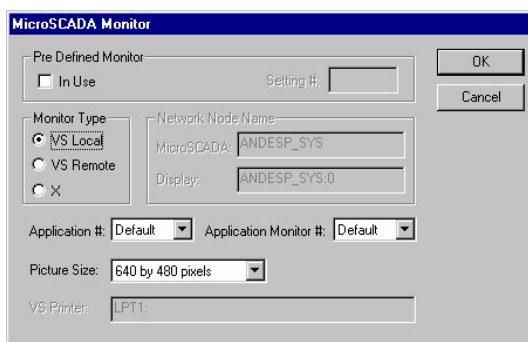 MicroSCADA Monitor
Pre Defined Monitor
In Use
Setting #:
OK
Cancel
Monitor Type
VS Local
VS Remote
X
Network Node Name
MicroSCADA: ANDESP_SYS
Display: ANDESP_SYS:0
Application #: Default Application Monitor #: Default
Picture Size: 640 by 480 pixels
VS Printer: LPT1: